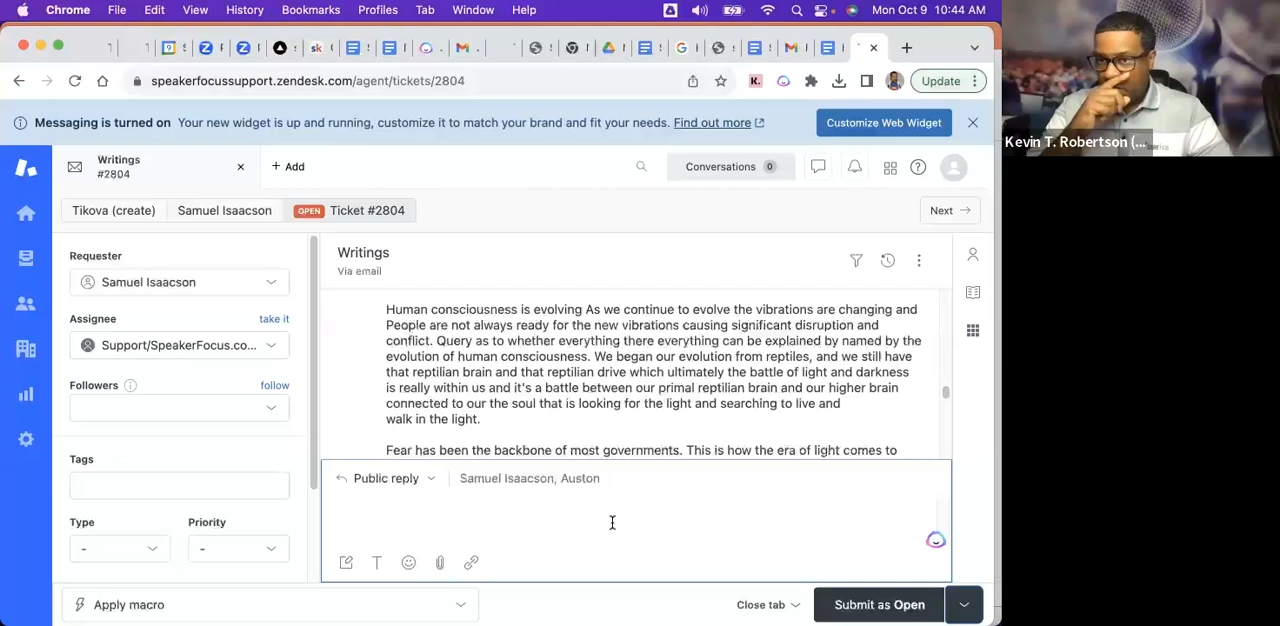 Chrome File Edit View History Bookmarks Profiles Tab Window Help Mon Oct 9 10:44 AM
speakerfocussupport.zendesk.com/agent/tickets/2804 Update
Messaging is turned on Your new widget is up and running, customize it to match your brand and fit your needs. Find out more Customize Web Widget
Writings
#2804
+ Add
Conversations 0
Tikova (create) Samuel Isaacson OPEN Ticket #2804 Next
Requester
Samuel Isaacson
Assignee take it
Support/SpeakerFocus.co...
Followers follow
Tags
Type Priority
- -
Writings
Via email
Human consciousness is evolving As we continue to evolve the vibrations are changing and
People are not always ready for the new vibrations causing significant disruption and
conflict. Query as to whether everything there everything can be explained by named by the
evolution of human consciousness. We began our evolution from reptiles, and we still have
that reptilian brain and that reptilian drive which ultimately the battle of light and darkness
is really within us and it's a battle between our primal reptilian brain and our higher brain
connected to our the soul that is looking for the light and searching to live and
walk in the light.
Fear has been the backbone of most governments. This is how the era of light comes to
Public reply Samuel Isaacson, Auston
Apply macro
Close tab Submit as Open
Kevin T. Robertson (...